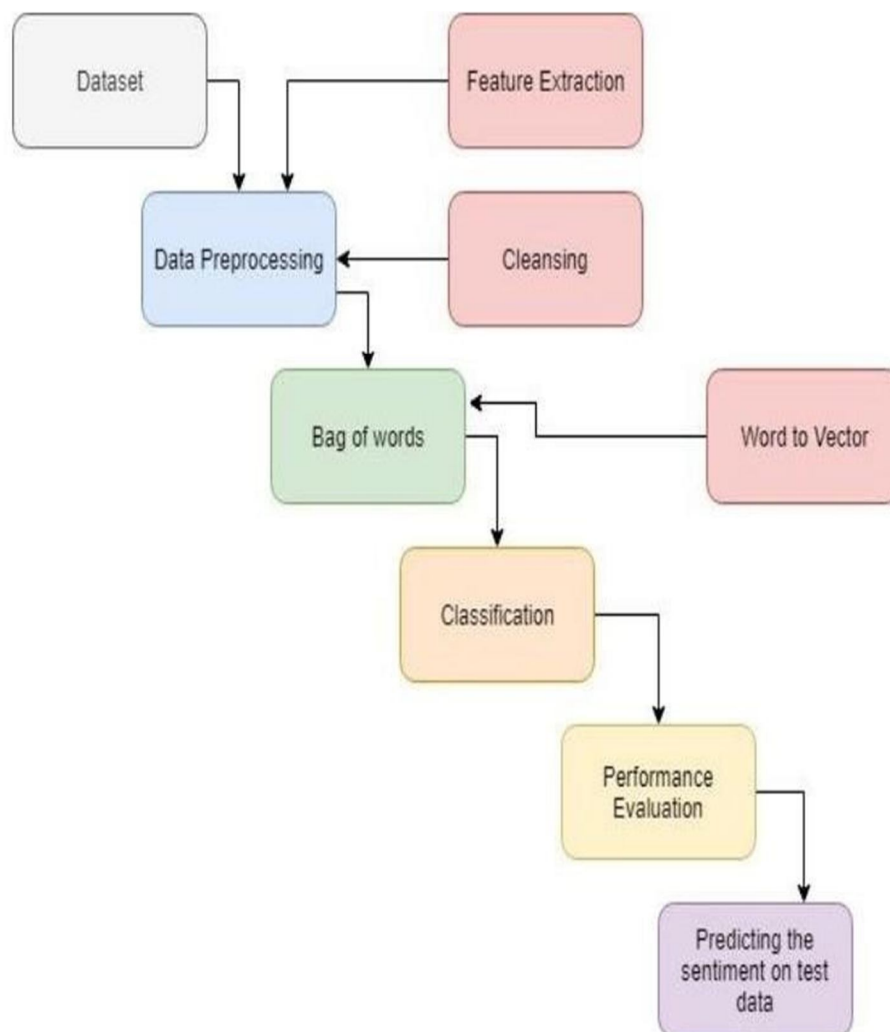 Dataset
Feature Extraction
Data Preprocessing
Cleansing
Bag of words
Word to Vector
Classification
Performance
Evaluation
Predicting the
sentiment on test
data